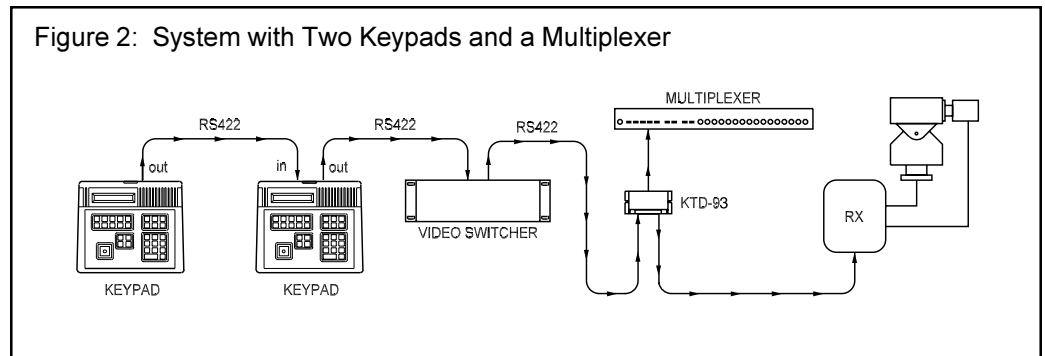 Figure 2: System with Two Keypads and a Multiplexer
MULTIPLEXER
RS422
RS422
RS422
out
in
out
KTD-93
RX
VIDEO SWITCHER
KEYPAD
KEYPAD